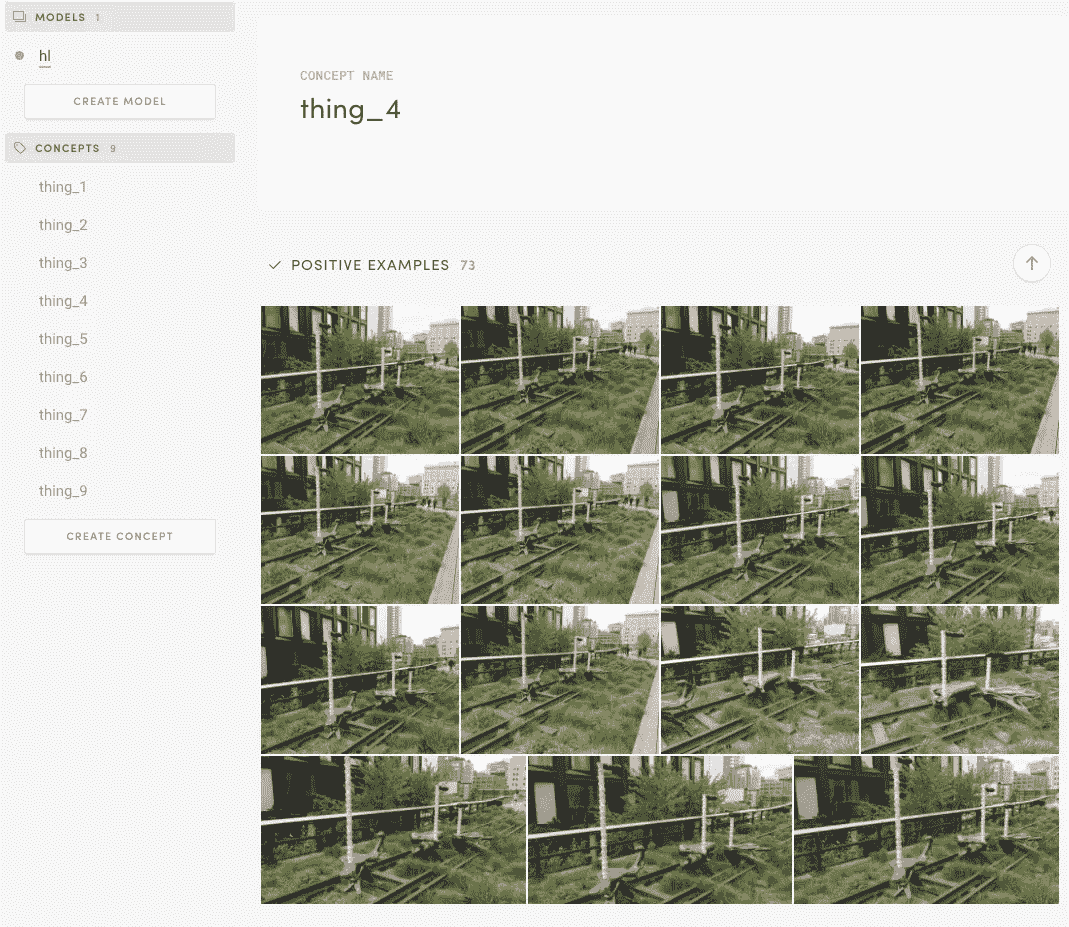 MODELS 1
hl
CREATE MODEL
CONCEPTS 9
thing_1
thing_2
thing_3
thing_4
thing_5
thing_6
thing_7
thing_8
thing_9
CREATE CONCEPT
CONCEPT NAME
thing_4
POSITIVE EXAMPLES 73